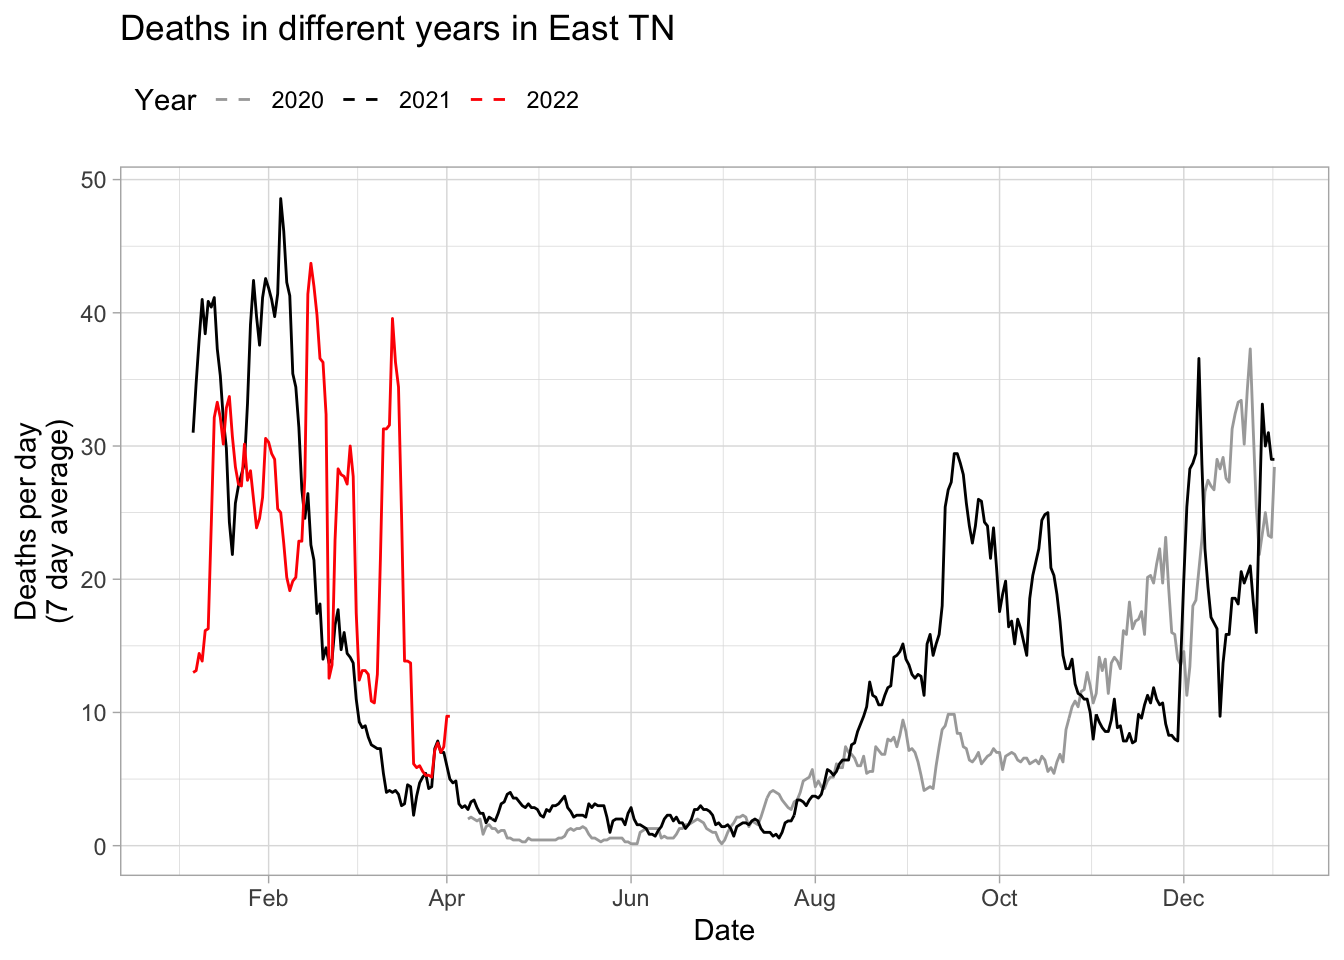 Deaths in different years in East TN
Year 2020 2021 2022
50
40
30
20
10
0
Deaths per day
(7 day average)
Feb Apr Jun Aug Oct Dec
Date